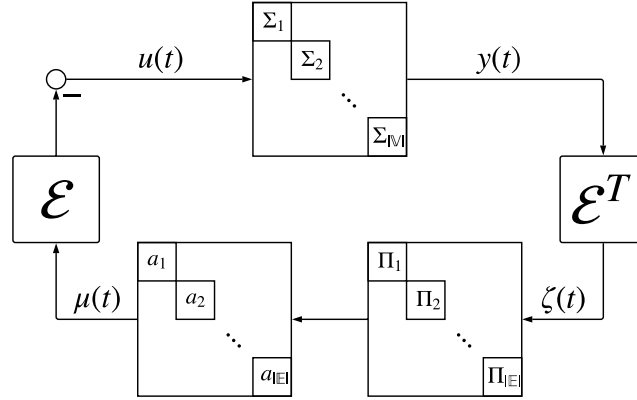 Σ₁
u(t) Σ₂ y(t)
⋱
Σ|𝕍|
−
ℰ ℰᵀ
a₁ Π₁
μ(t) a₂ Π₂ ζ(t)
⋱ ⋱
a|𝔼| Π|𝔼|